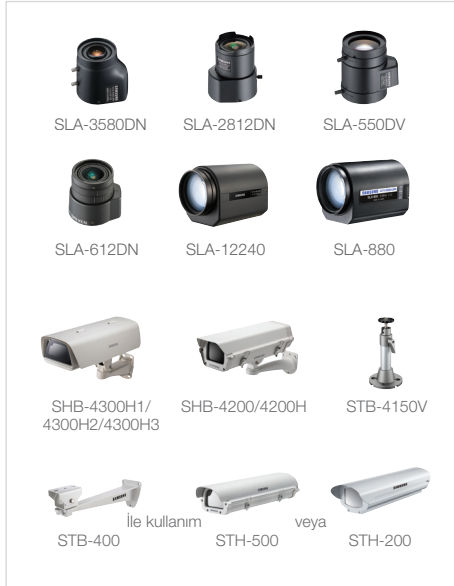 SLA-3580DN SLA-2812DN SLA-550DV
SLA-612DN SLA-12240 SLA-880
SHB-4300H1/ SHB-4200/4200H STB-4150V
4300H2/4300H3
İle kullanım veya
STB-400 STH-500 STH-200